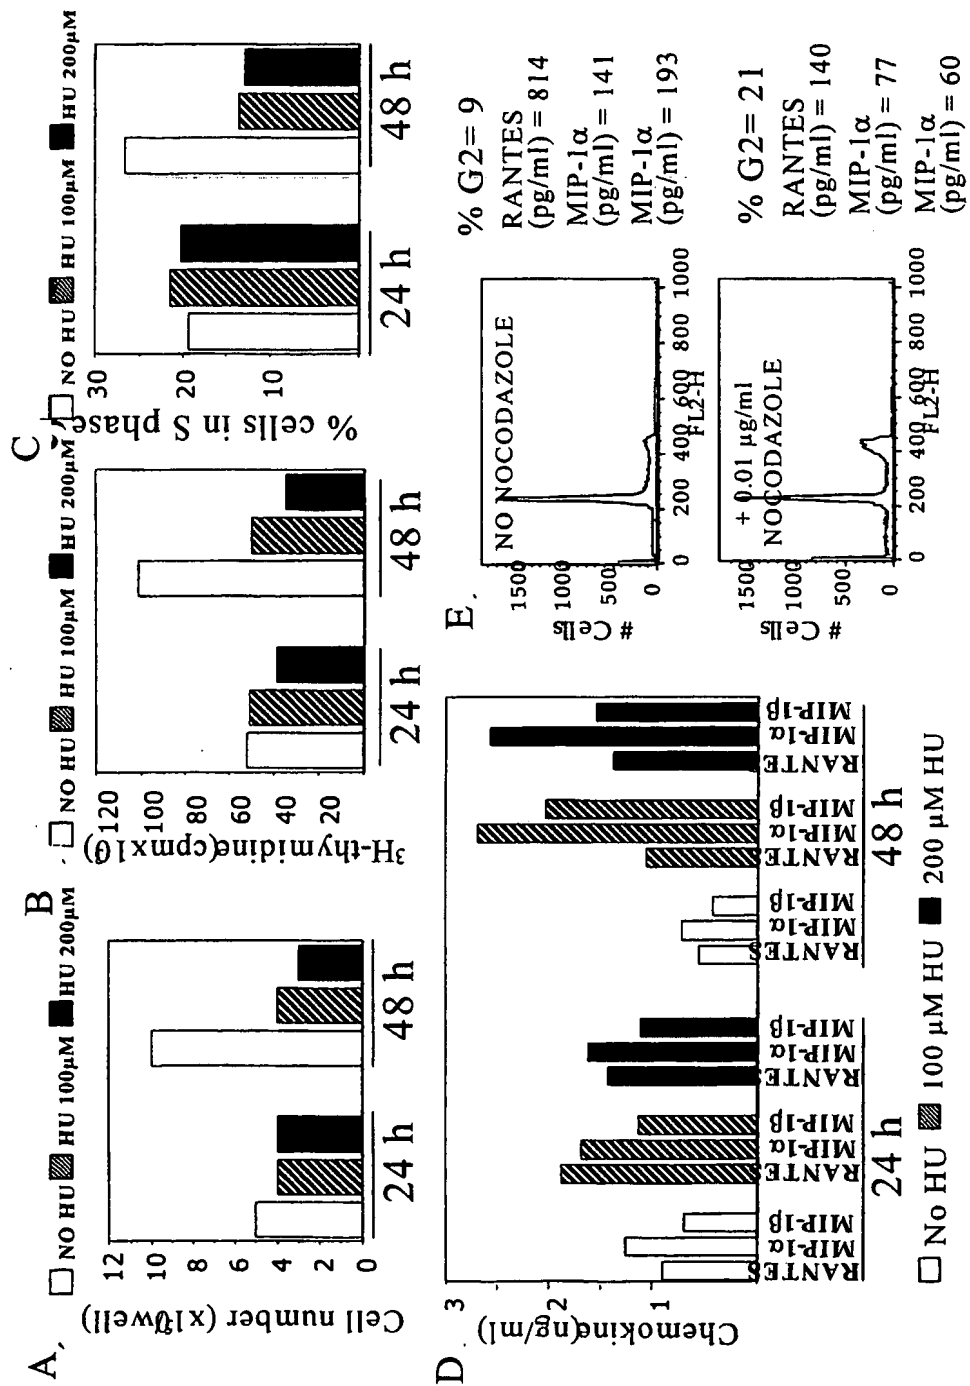 A.
NO HU HU 100µM HU 200µM
Cell number (x10 well)
12
10
8
6
4
2
0
24 h
48 h
B
NO HU HU 100µM HU 200µM
³H-thymidine(cpmx10³)
120
100
80
60
40
20
24 h
48 h
C
NO HU HU 100µM HU 200µM
% cells in S phase
30
20
10
24 h
48 h
D.
Chemokine(ng/ml)
3
2
1
RANTES
MIP-1α
MIP-1β
RANTES
MIP-1α
MIP-1β
RANTES
MIP-1α
MIP-1β
RANTES
MIP-1α
MIP-1β
RANTE
MIP-1α
MIP-1β
RANTE
MIP-1α
MIP-1β
24 h
48 h
No HU 100 µM HU 200 µM HU
E.
# Cells
1500
1000
500
0
NO NOCODAZOLE
0 200 400 600 800 1000
FL2-H
% G2= 9
RANTES
(pg/ml) = 814
MIP-1α
(pg/ml) = 141
MIP-1α
(pg/ml) = 193
# Cells
1500
1000
500
0
+ 0.01 µg/ml
NOCODAZOLE
0 200 400 600 800 1000
FL2-H
% G2= 21
RANTES
(pg/ml) = 140
MIP-1α
(pg/ml) = 77
MIP-1α
(pg/ml) = 60